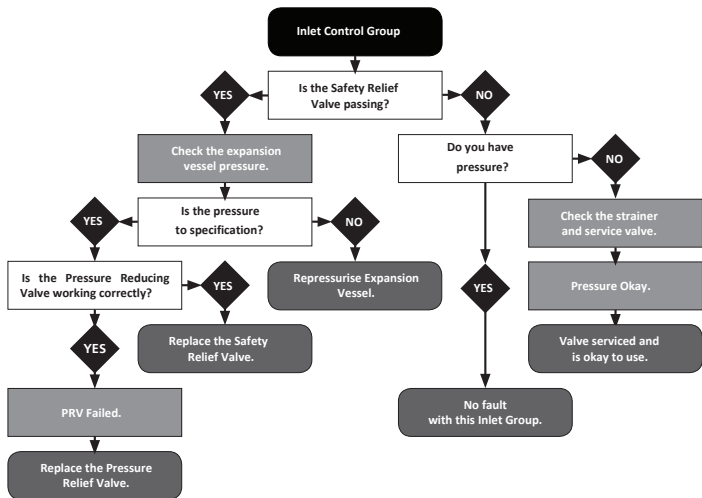 Inlet Control Group
YES
Is the Safety Relief
Valve passing?
NO
Check the expansion
vessel pressure.
Do you have
pressure?
NO
YES
Is the pressure
to specification?
NO
Check the strainer
and service valve.
Is the Pressure Reducing
Valve working correctly?
YES
Repressurise Expansion
Vessel.
YES
Pressure Okay.
YES
Replace the Safety
Relief Valve.
Valve serviced and
is okay to use.
PRV Failed.
No fault
with this Inlet Group.
Replace the Pressure
Relief Valve.